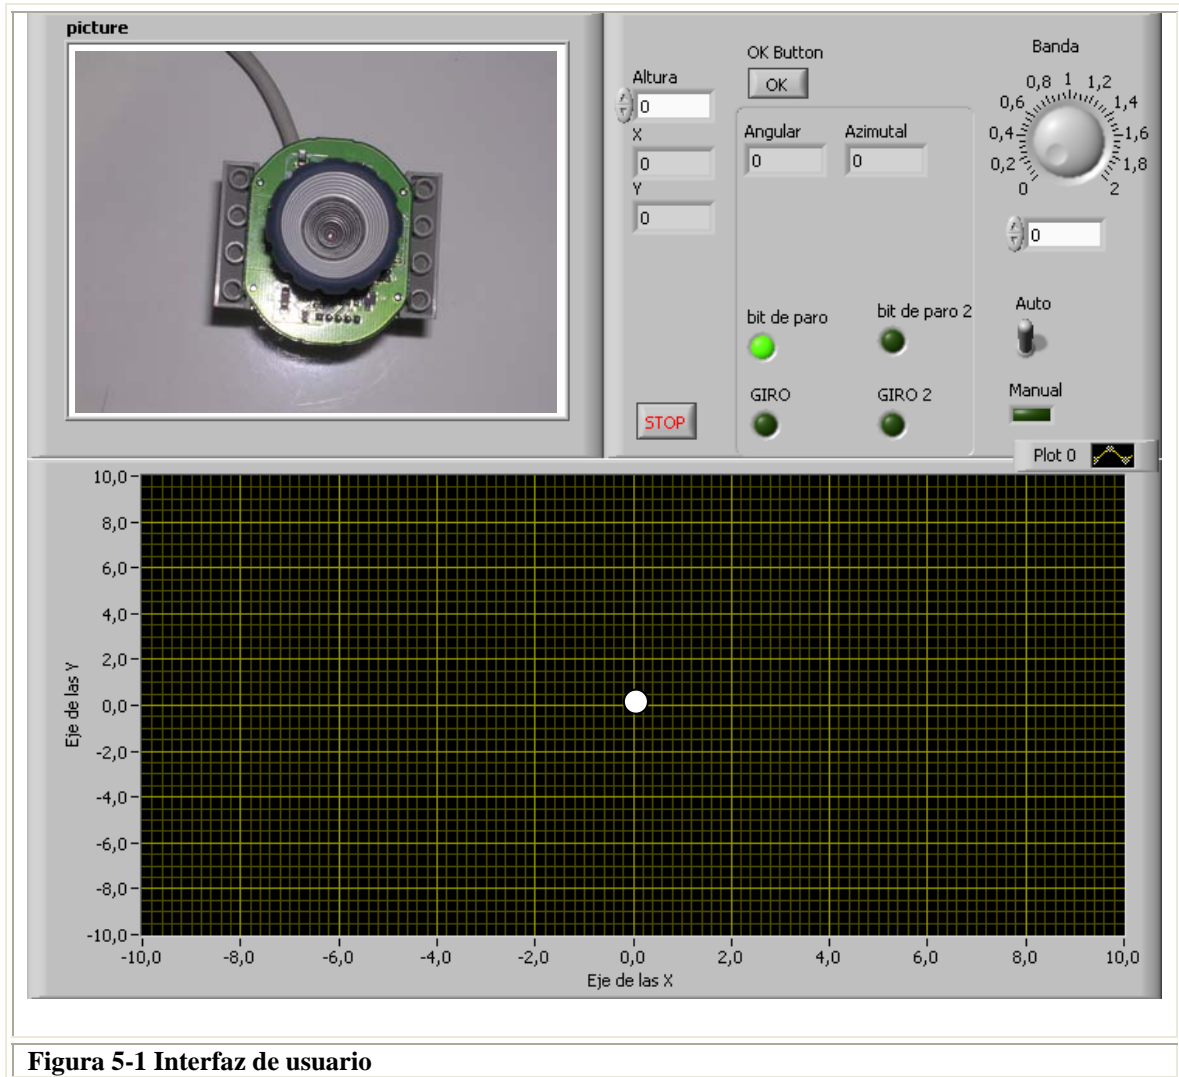 picture
OK Button
OK
Altura
0
X
0
Y
0
Angular
0
Azimutal
0
Banda
0
0,2
0,4
0,6
0,8
1
1,2
1,4
1,6
1,8
2
0
bit de paro
bit de paro 2
GIRO
GIRO 2
STOP
Auto
Manual
Plot 0
10,0
8,0
6,0
4,0
2,0
0,0
-2,0
-4,0
-6,0
-8,0
-10,0
Eje de las Y
-10,0 -8,0 -6,0 -4,0 -2,0 0,0 2,0 4,0 6,0 8,0 10,0
Eje de las X
Figura 5-1 Interfaz de usuario